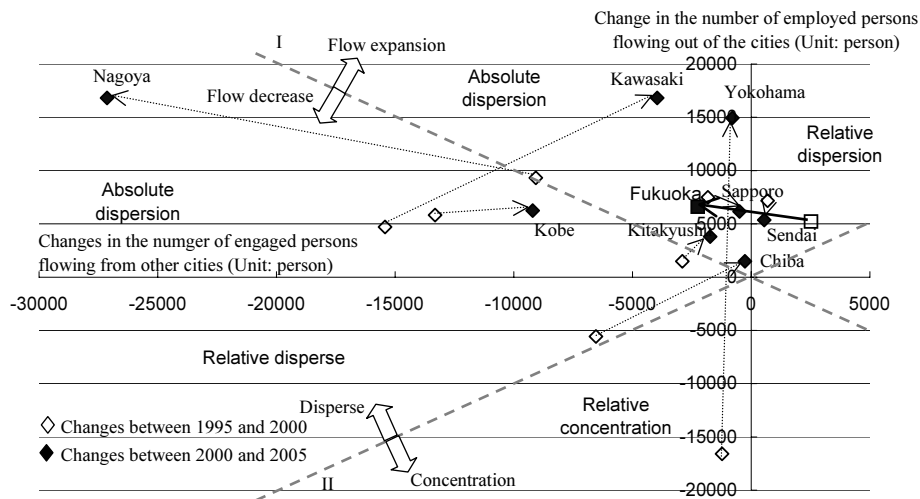 Change in the number of employed persons
flowing out of the cities (Unit: person)
I
Flow expansion
20000
Nagoya
Absolute
dispersion
Kawasaki
Flow decrease
Yokohama
15000
Relative
dispersion
10000
Absolute
dispersion
Fukuoka
Sapporo
5000
Kobe
Kitakyushu
Sendai
Changes in the numger of engaged persons
flowing from other cities (Unit: person)
Chiba
0
-30000 -25000 -20000 -15000 -10000 -5000 0 5000
-5000
Relative disperse
-10000
Disperse
Relative
concentration
Changes between 1995 and 2000
-15000
Changes between 2000 and 2005
Concentration
II
-20000